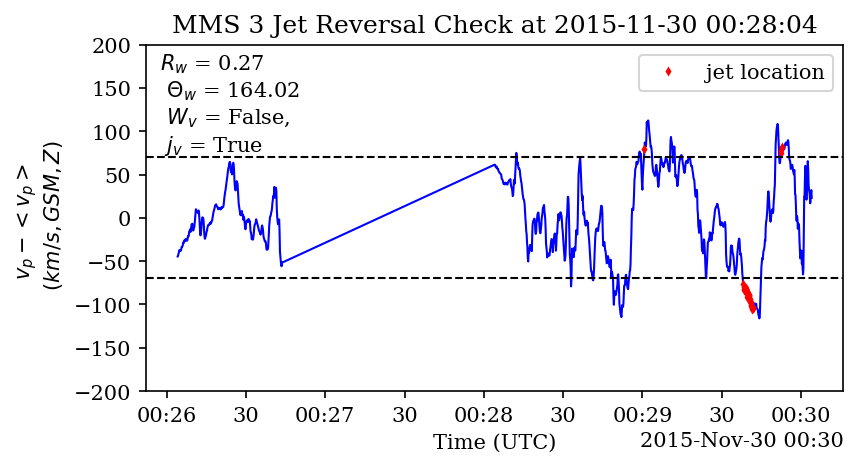 MMS 3 Jet Reversal Check at 2015-11-30 00:28:04
v_p − < v_p >
(km/s, GSM, Z)
200
150
100
50
0
−50
−100
−150
−200
R_w = 0.27
Θ_w = 164.02
W_v = False,
j_v = True
jet location
00:26 30 00:27 30 00:28 30 00:29 30 00:30
Time (UTC)
2015-Nov-30 00:30